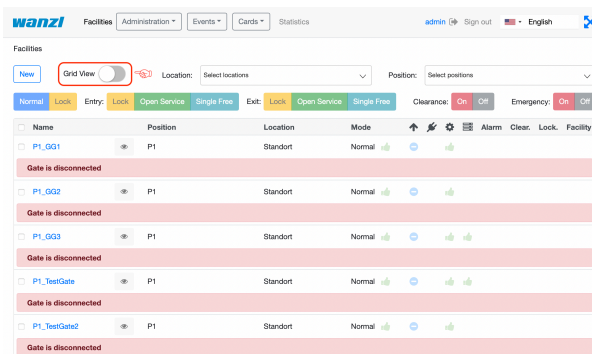 wanzl Facilities Administration Events Cards Statistics admin Sign out English
Facilities
New Grid View Location: Select locations Position: Select positions
Normal Lock Entry: Lock Open Service Single Free Exit: Lock Open Service Single Free Clearance: On Off Emergency: On Off
Name Position Location Mode Alarm Clear. Lock. Facility
P1_GG1 P1 Standort Normal
Gate is disconnected
P1_GG2 P1 Standort Normal
Gate is disconnected
P1_GG3 P1 Standort Normal
Gate is disconnected
P1_TestGate P1 Standort Normal
Gate is disconnected
P1_TestGate2 P1 Standort Normal
Gate is disconnected